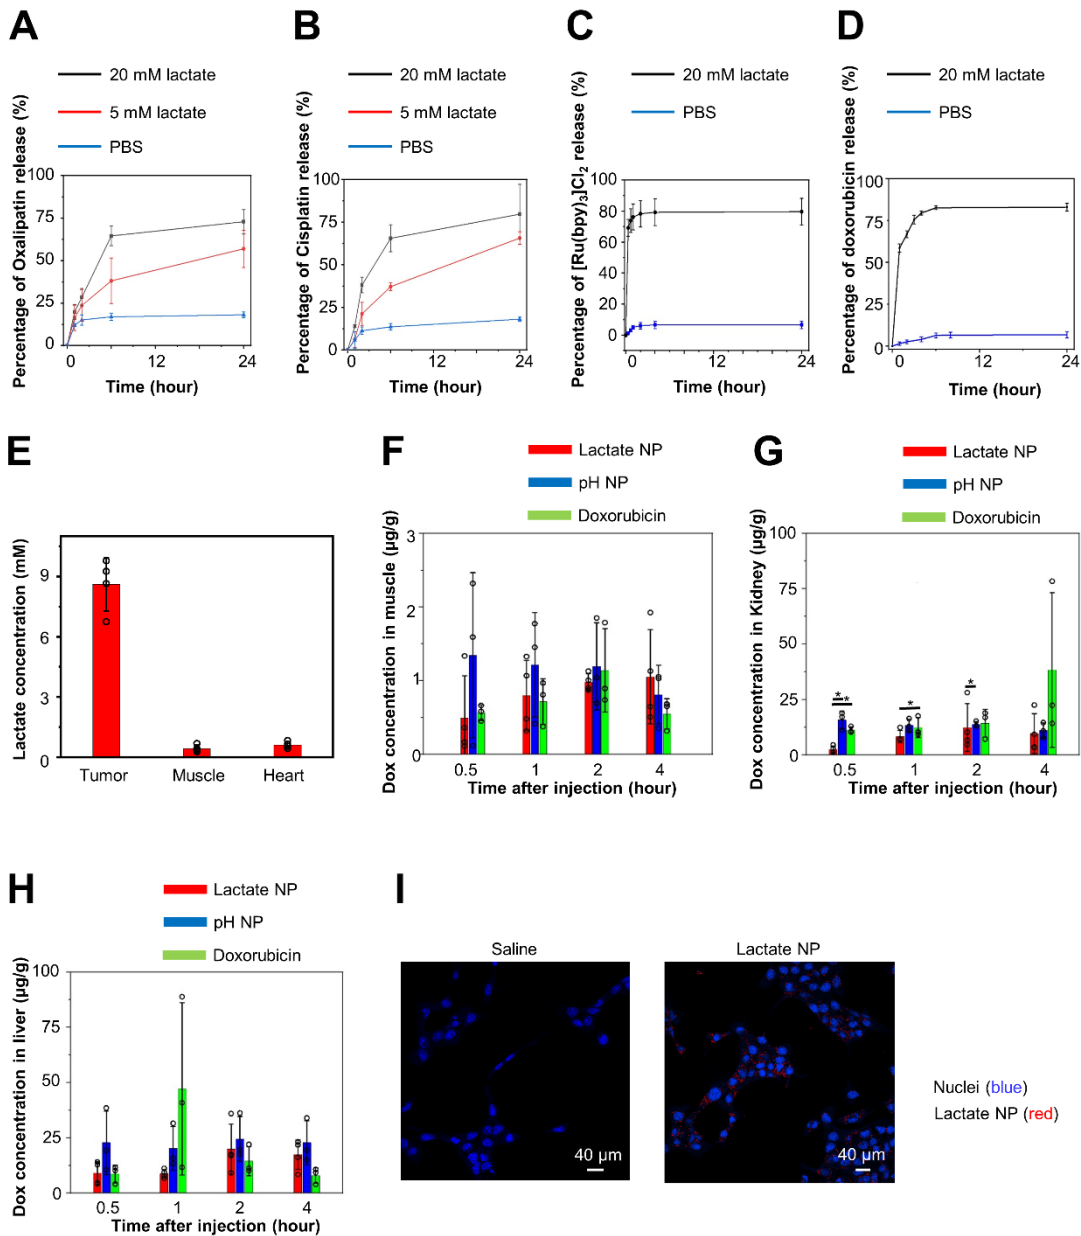 A
20 mM lactate
5 mM lactate
PBS
Percentage of Oxalipatin release (%)
100
75
50
25
0
0 12 24
Time (hour)
B
20 mM lactate
5 mM lactate
PBS
Percentage of Cisplatin release (%)
100
75
50
25
0
0 12 24
Time (hour)
C
20 mM lactate
PBS
Percentage of [Ru(bpy)₃]Cl₂ release (%)
100
80
60
40
20
0
0 12 24
Time (hour)
D
20 mM lactate
PBS
Percentage of doxorubicin release (%)
100
75
50
25
0
0 12 24
Time (hour)
E
Lactate concentration (mM)
9
6
3
0
Tumor Muscle Heart
F
Lactate NP
pH NP
Doxorubicin
Dox concentration in muscle (µg/g)
3
2
1
0
0.5 1 2 4
Time after injection (hour)
G
Lactate NP
pH NP
Doxorubicin
Dox concentration in Kidney (µg/g)
100
75
50
25
0
* *
*
*
0.5 1 2 4
Time after injection (hour)
H
Lactate NP
pH NP
Doxorubicin
Dox concentration in liver (µg/g)
100
75
50
25
0
0.5 1 2 4
Time after injection (hour)
I
Saline
Lactate NP
40 µm
40 µm
Nuclei (blue)
Lactate NP (red)